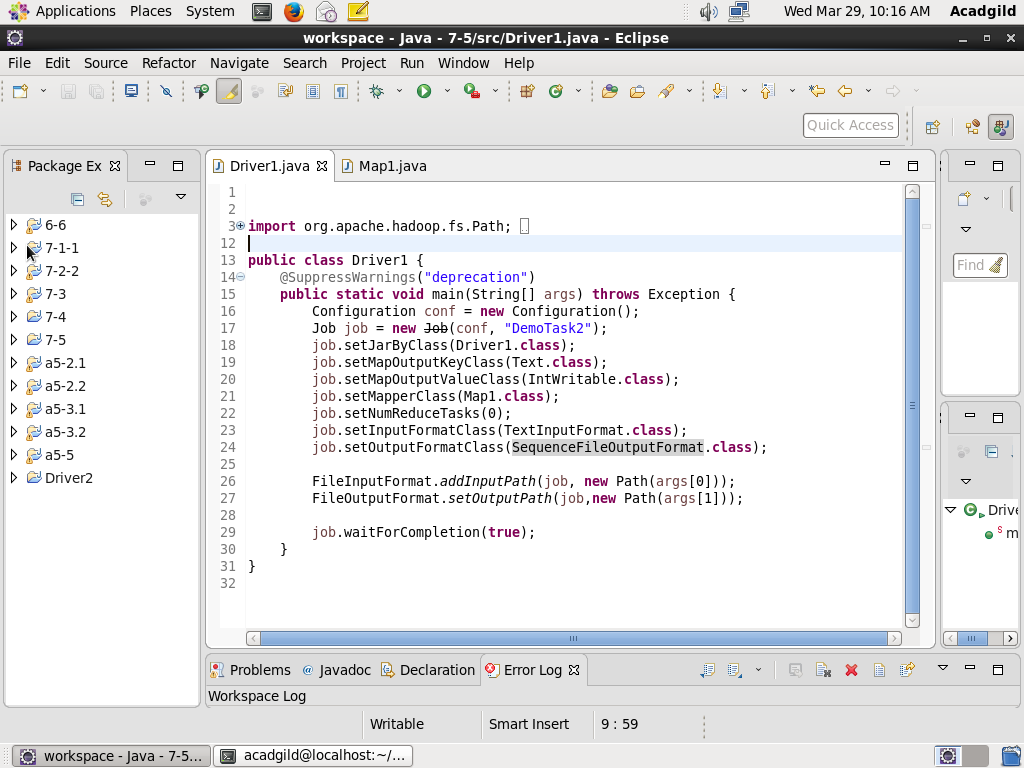 Applications Places System Wed Mar 29, 10:16 AM Acadgild
workspace - Java - 7-5/src/Driver1.java - Eclipse
File Edit Source Refactor Navigate Search Project Run Window Help
Quick Access
Package Ex
Driver1.java Map1.java
6-6
7-1-1
7-2-2
7-3
7-4
7-5
a5-2.1
a5-2.2
a5-3.1
a5-3.2
a5-5
Driver2
1
2
3 import org.apache.hadoop.fs.Path;
12
13 public class Driver1 {
14 @SuppressWarnings("deprecation")
15 public static void main(String[] args) throws Exception {
16 Configuration conf = new Configuration();
17 Job job = new Job(conf, "DemoTask2");
18 job.setJarByClass(Driver1.class);
19 job.setMapOutputKeyClass(Text.class);
20 job.setMapOutputValueClass(IntWritable.class);
21 job.setMapperClass(Map1.class);
22 job.setNumReduceTasks(0);
23 job.setInputFormatClass(TextInputFormat.class);
24 job.setOutputFormatClass(SequenceFileOutputFormat.class);
25
26 FileInputFormat.addInputPath(job, new Path(args[0]));
27 FileOutputFormat.setOutputPath(job,new Path(args[1]));
28
29 job.waitForCompletion(true);
30 }
31 }
32
Find
Drive
m
Problems @ Javadoc Declaration Error Log
Workspace Log
Writable Smart Insert 9 : 59
workspace - Java - 7-5... acadgild@localhost:~/...